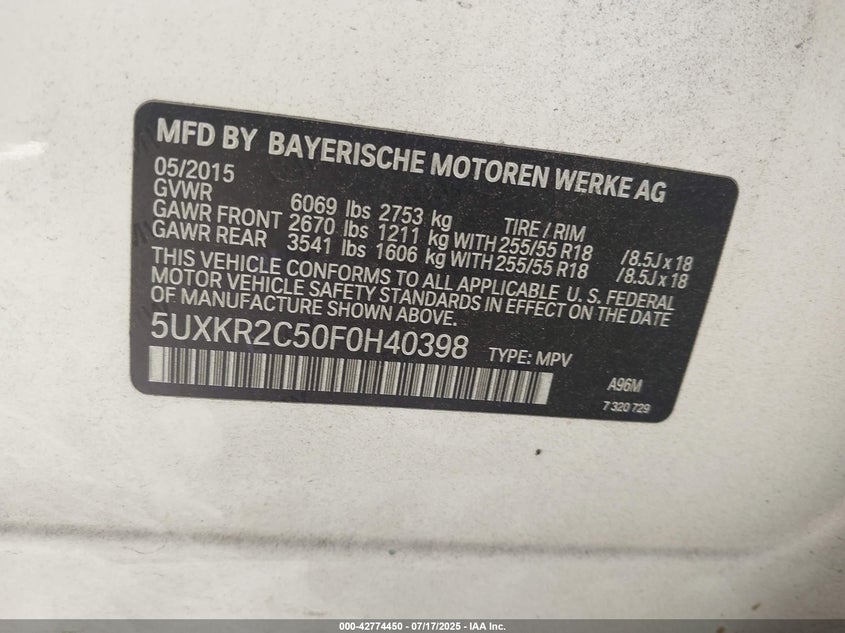 MFD BY BAYERISCHE MOTOREN WERKE AG
05/2015
GVWR 6069 lbs 2753 kg TIRE / RIM
GAWR FRONT 2670 lbs 1211 kg WITH 255/55 R18 /8.5J x 18
GAWR REAR 3541 lbs 1606 kg WITH 255/55 R18 /8.5J x 18
THIS VEHICLE CONFORMS TO ALL APPLICABLE U. S. FEDERAL
MOTOR VEHICLE SAFETY STANDARDS IN EFFECT ON THE DATE
OF MANUFACTURE SHOWN ABOVE.
5UXKR2C50F0H40398 TYPE: MPV
A96M
7 320 729
000-42774450 - 07/17/2025 - IAA Inc.